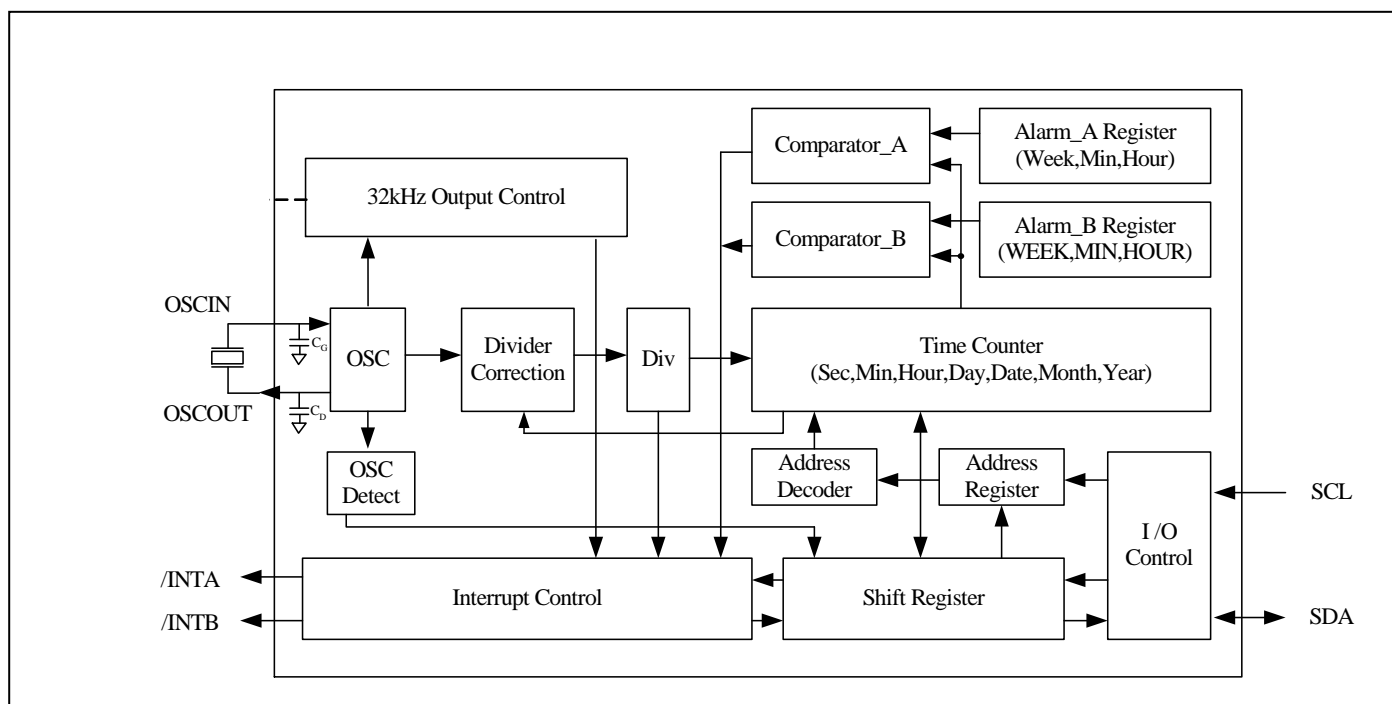 Comparator_A
Alarm_A Register
(Week,Min,Hour)
32kHz Output Control
Comparator_B
Alarm_B Register
(WEEK,MIN,HOUR)
OSCIN
CG
OSC
Divider
Correction
Div
Time Counter
(Sec,Min,Hour,Day,Date,Month,Year)
OSCOUT
CD
OSC
Detect
Address
Decoder
Address
Register
I /O
Control
SCL
/INTA
/INTB
Interrupt Control
Shift Register
SDA